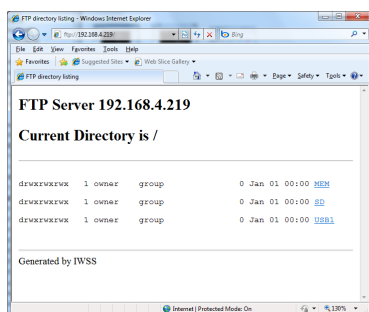 FTP directory listing - Windows Internet Explorer
ftp://192.168.4.219
Bing
File Edit View Favorites Tools Help
Favorites Suggested Sites Web Slice Gallery
FTP directory listing
Page Safety Tools
FTP Server 192.168.4.219
Current Directory is /
drwxrwxrwx 1 owner group 0 Jan 01 00:00 MEM
drwxrwxrwx 1 owner group 0 Jan 01 00:00 SD
drwxrwxrwx 1 owner group 0 Jan 01 00:00 USB1
Generated by IWSS
Internet | Protected Mode: On 130%